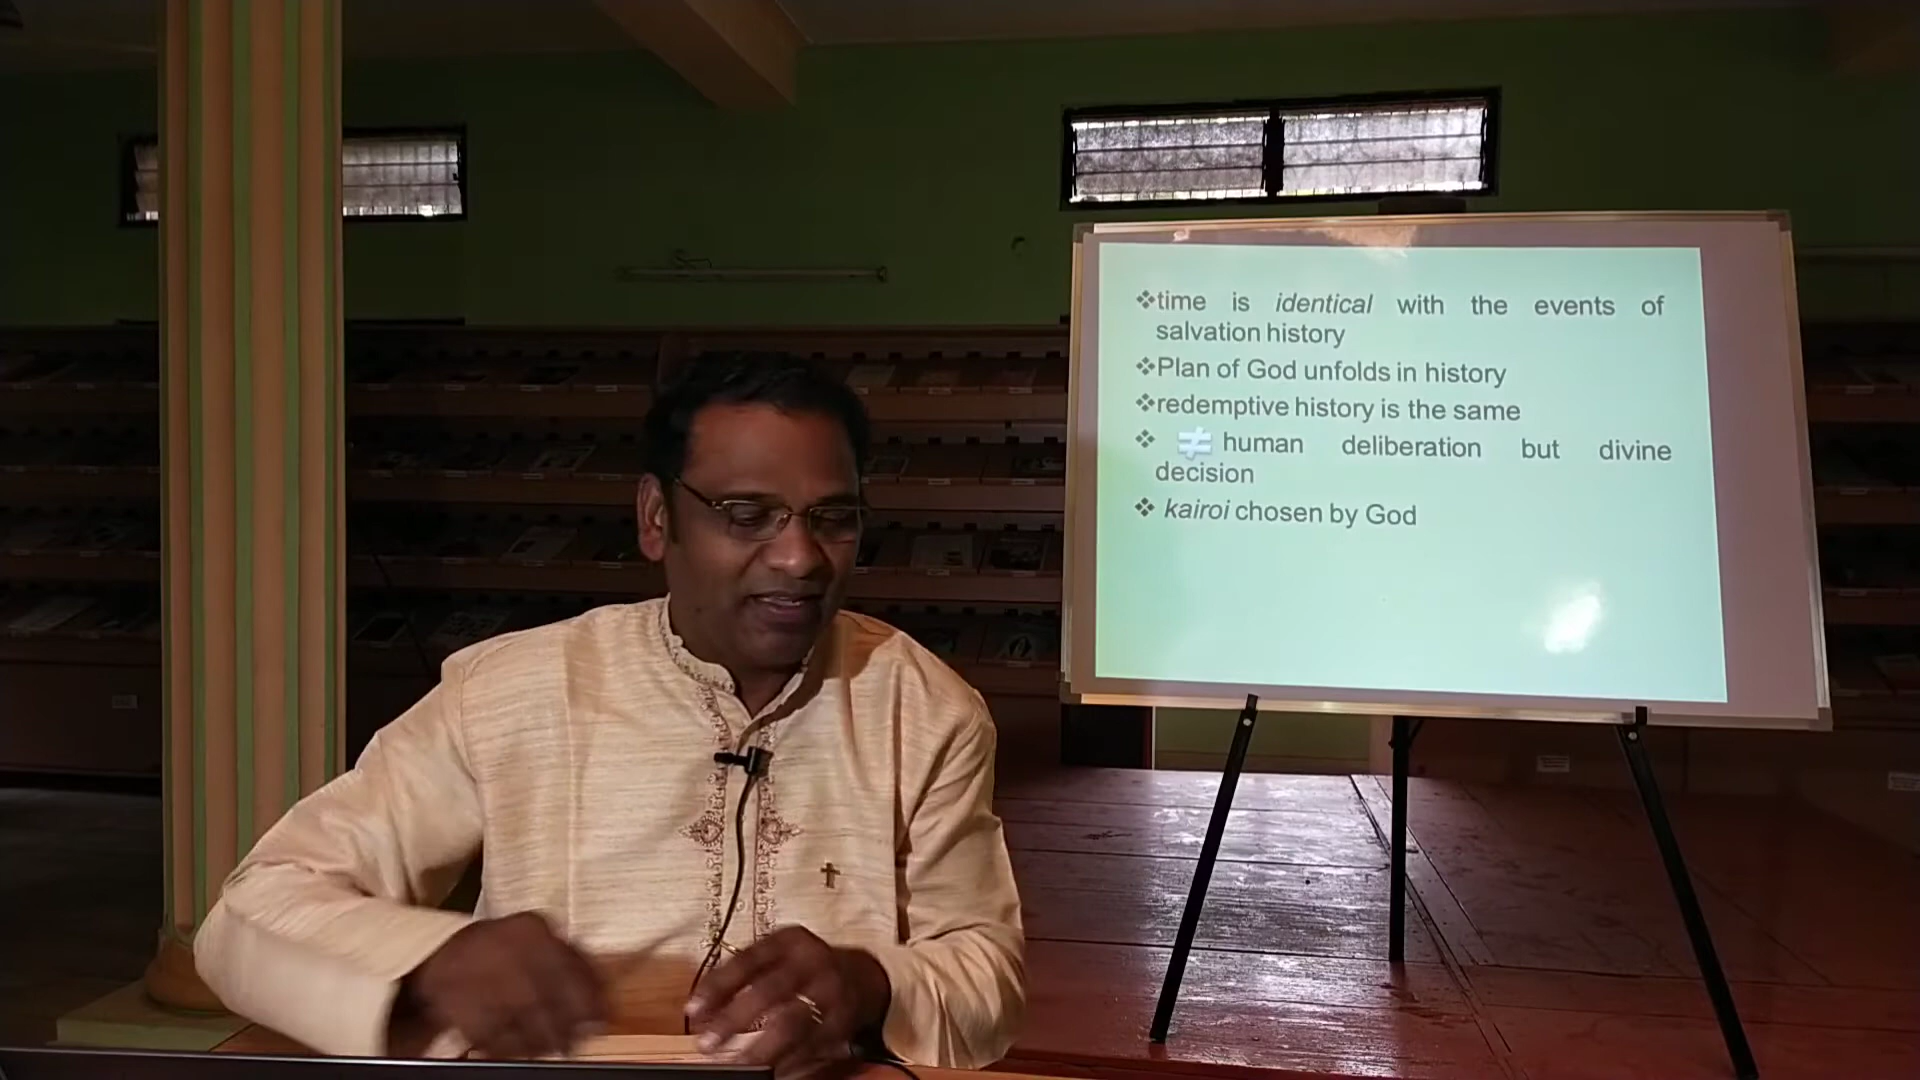 ❖time is identical with the events of
salvation history
❖Plan of God unfolds in history
❖redemptive history is the same
❖ ≠ human deliberation but divine
decision
❖ kairoi chosen by God